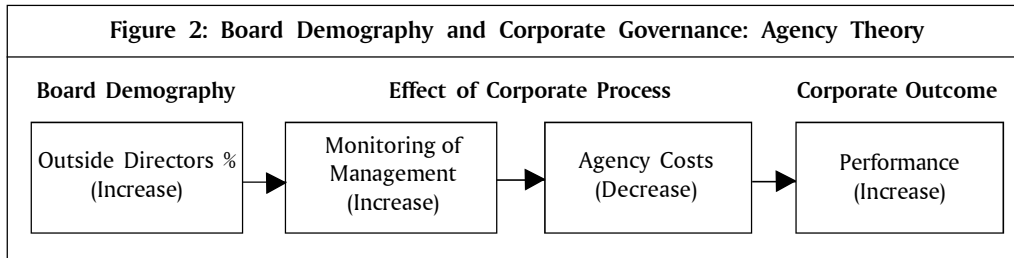 Figure 2: Board Demography and Corporate Governance: Agency Theory
Board Demography
Effect of Corporate Process
Corporate Outcome
Outside Directors %
(Increase)
Monitoring of
Management
(Increase)
Agency Costs
(Decrease)
Performance
(Increase)